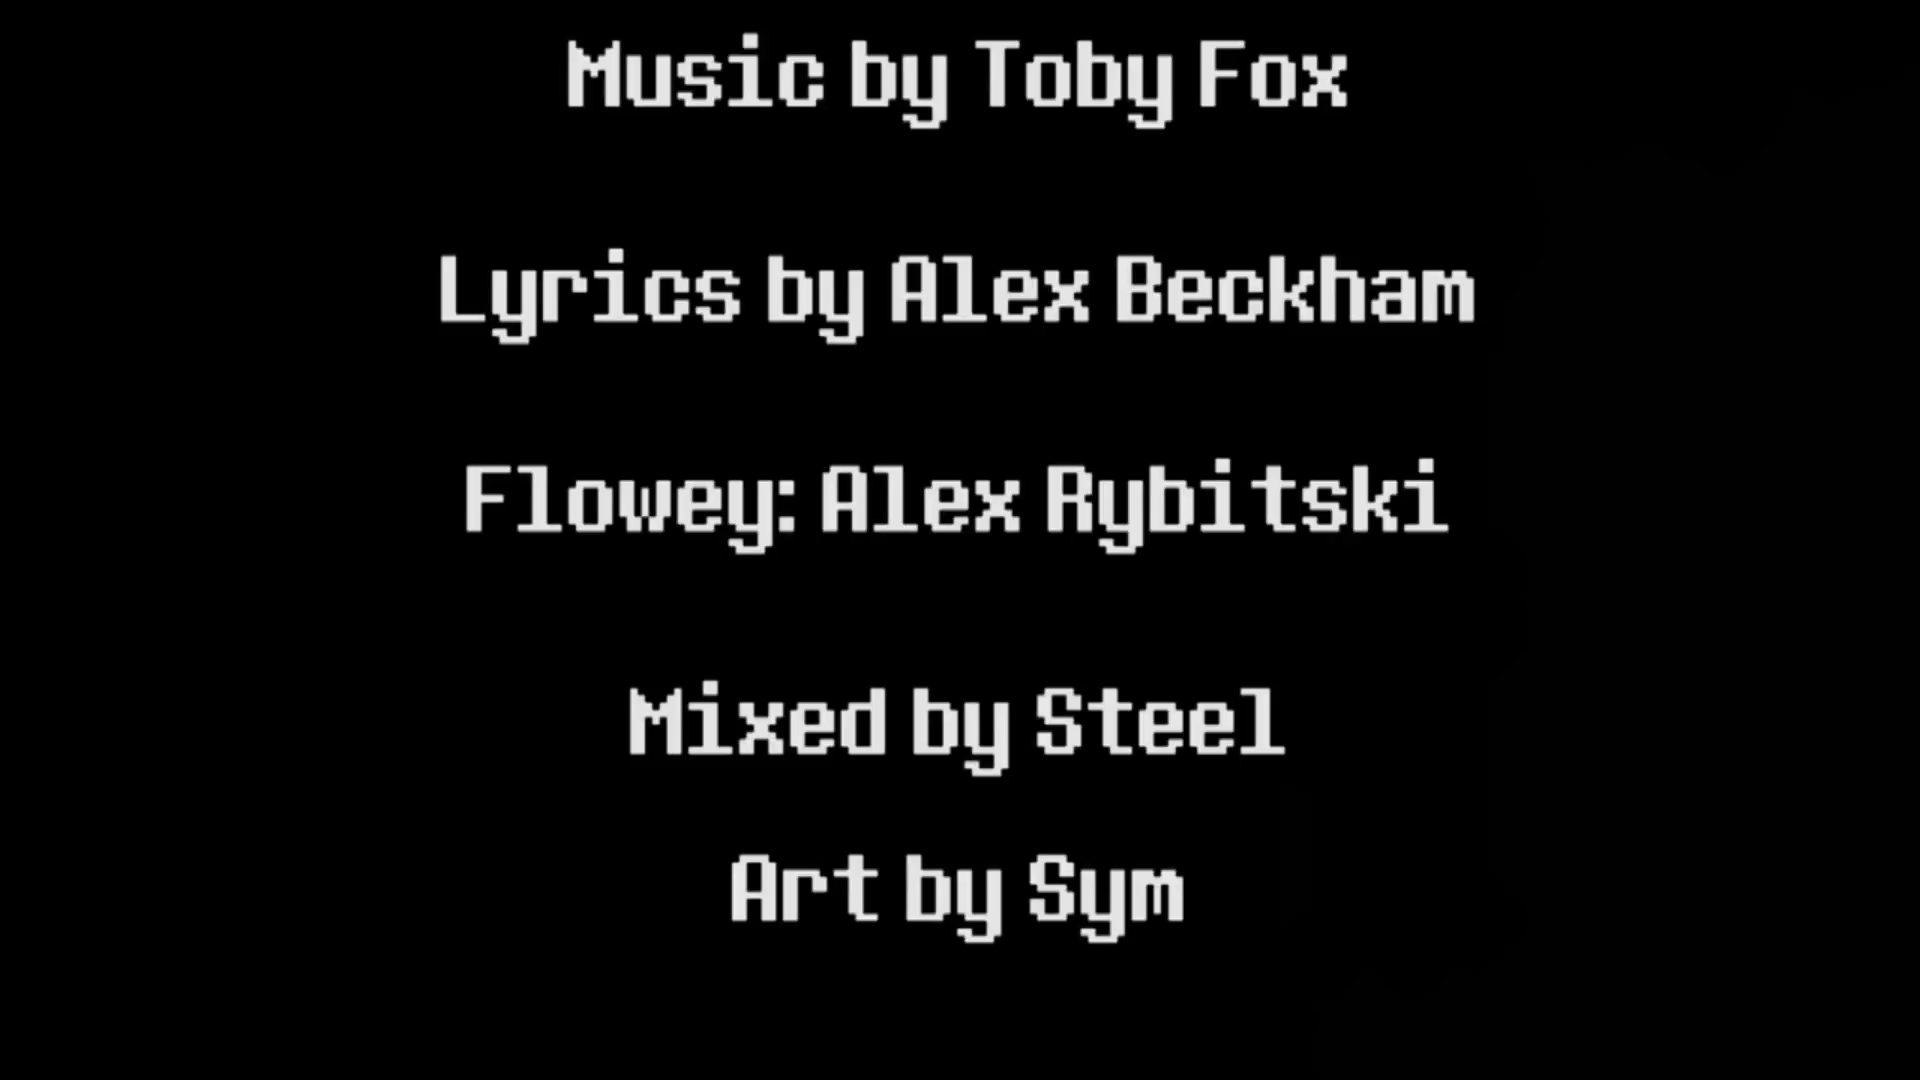 Music by Toby Fox
Lyrics by Alex Beckham
Flowey: Alex Rybitski
Mixed by Steel
Art by Sym